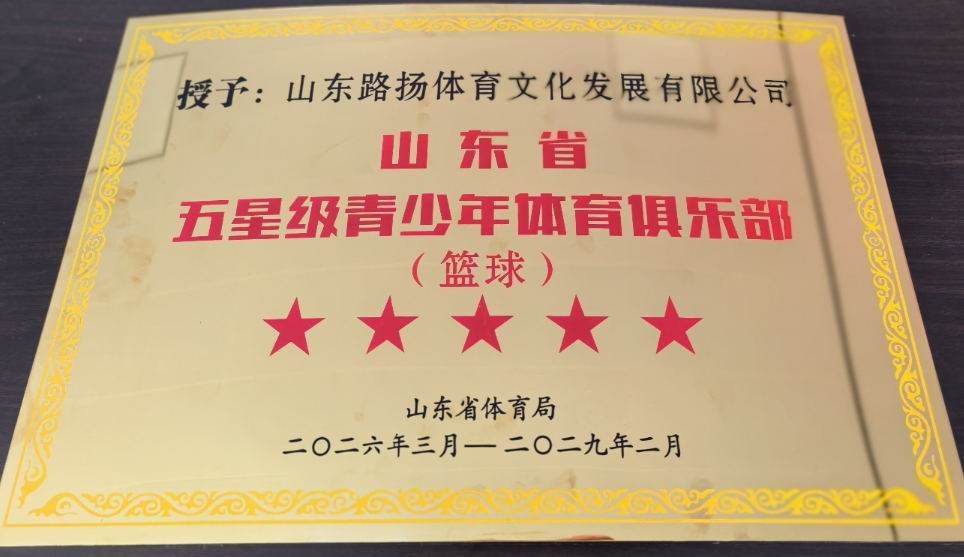 授予：山东路扬体育文化发展有限公司
山东省
五星级青少年体育俱乐部
（篮球）
山东省体育局
二〇二六年三月—二〇二九年二月